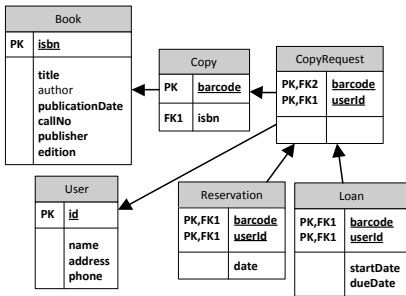 Book
PK isbn
title
author
publicationDate
callNo
publisher
edition
Copy
PK barcode
FK1 isbn
CopyRequest
PK,FK2 barcode
PK,FK1 userId
User
PK id
name
address
phone
Reservation
PK,FK1 barcode
PK,FK1 userId
date
Loan
PK,FK1 barcode
PK,FK1 userId
startDate
dueDate